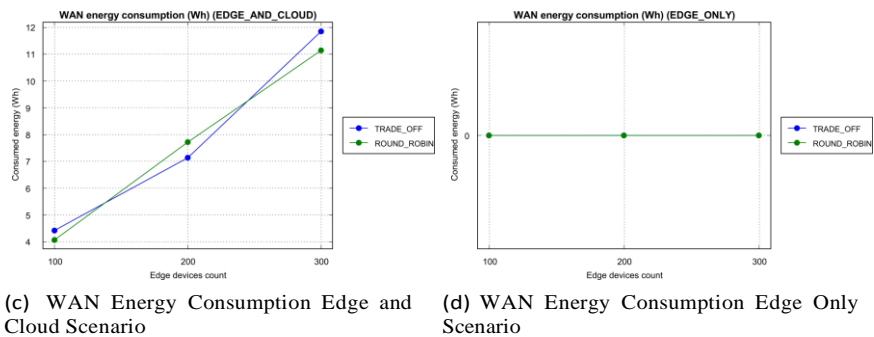 WAN energy consumption (Wh) (EDGE_AND_CLOUD)
12
11
10
9
8
7
6
5
4
Consumed energy (Wh)
100
200
300
Edge devices count
TRADE_OFF
ROUND_ROBIN
WAN energy consumption (Wh) (EDGE_ONLY)
0
Consumed energy (Wh)
100
200
300
Edge devices count
TRADE_OFF
ROUND_ROBIN
(c) WAN Energy Consumption Edge and
Cloud Scenario
(d) WAN Energy Consumption Edge Only
Scenario